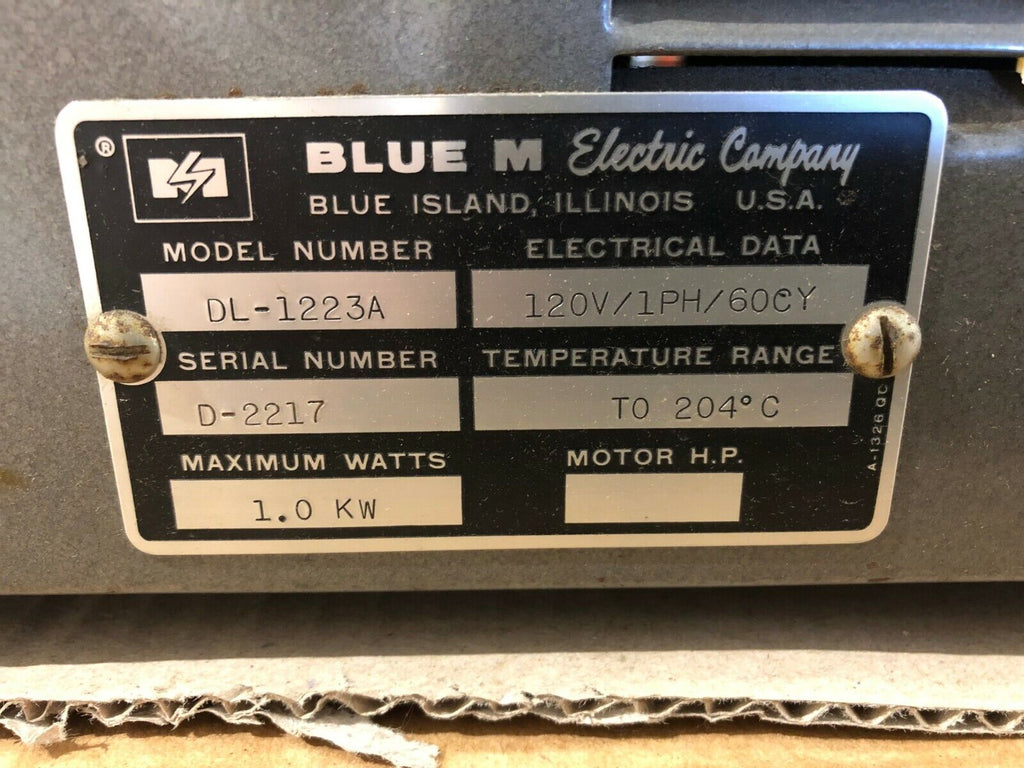 ® BLUE M Electric Company
BLUE ISLAND, ILLINOIS U.S.A.
MODEL NUMBER ELECTRICAL DATA
DL-1223A 120V/1PH/60CY
SERIAL NUMBER TEMPERATURE RANGE
D-2217 TO 204°C
MAXIMUM WATTS MOTOR H.P.
1.0 KW
A-1326 QC